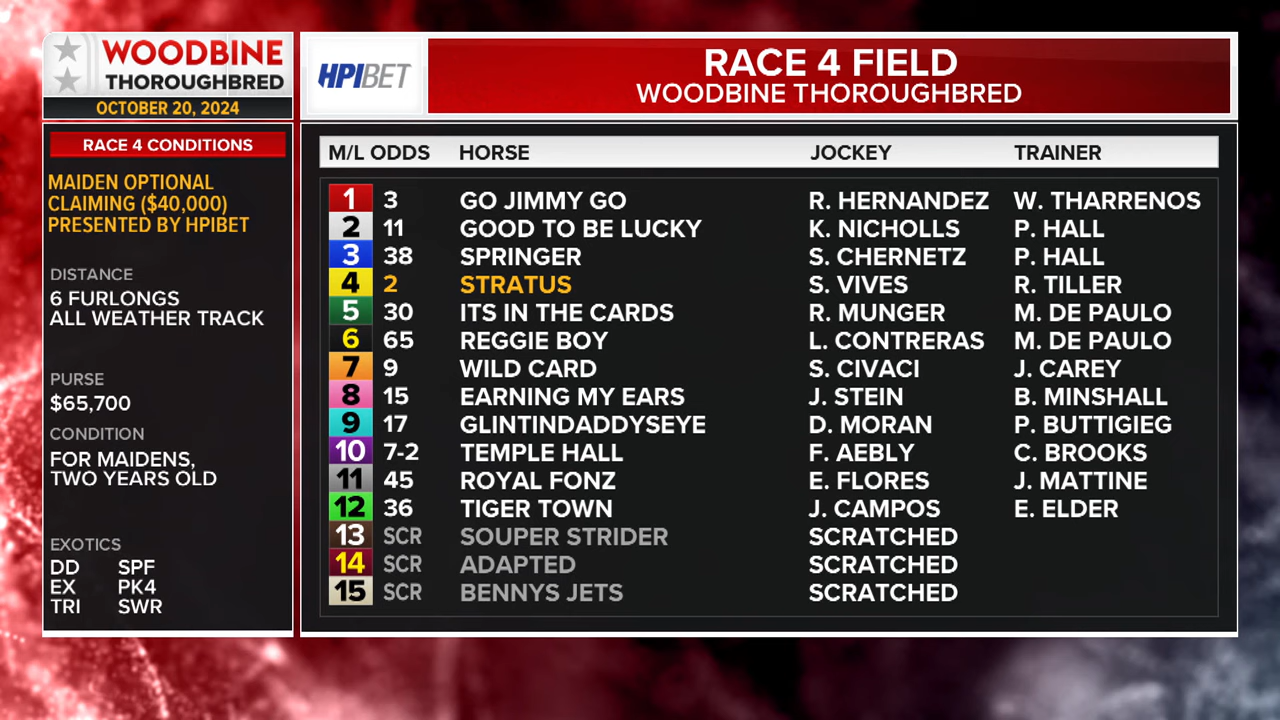 WOODBINE
THOROUGHBRED
OCTOBER 20, 2024
RACE 4 CONDITIONS
MAIDEN OPTIONAL
CLAIMING ($40,000)
PRESENTED BY HPIBET
DISTANCE
6 FURLONGS
ALL WEATHER TRACK
PURSE
$65,700
CONDITION
FOR MAIDENS,
TWO YEARS OLD
EXOTICS
DD SPF
EX PK4
TRI SWR
HPIBET
RACE 4 FIELD
WOODBINE THOROUGHBRED
M/L ODDS HORSE JOCKEY TRAINER
1 3 GO JIMMY GO R. HERNANDEZ W. THARRENOS
2 11 GOOD TO BE LUCKY K. NICHOLLS P. HALL
3 38 SPRINGER S. CHERNETZ P. HALL
4 2 STRATUS S. VIVES R. TILLER
5 30 ITS IN THE CARDS R. MUNGER M. DE PAULO
6 65 REGGIE BOY L. CONTRERAS M. DE PAULO
7 9 WILD CARD S. CIVACI J. CAREY
8 15 EARNING MY EARS J. STEIN B. MINSHALL
9 17 GLINTINDADDYSEYE D. MORAN P. BUTTIGIEG
10 7-2 TEMPLE HALL F. AEBLY C. BROOKS
11 45 ROYAL FONZ E. FLORES J. MATTINE
12 36 TIGER TOWN J. CAMPOS E. ELDER
13 SCR SOUPER STRIDER SCRATCHED
14 SCR ADAPTED SCRATCHED
15 SCR BENNYS JETS SCRATCHED